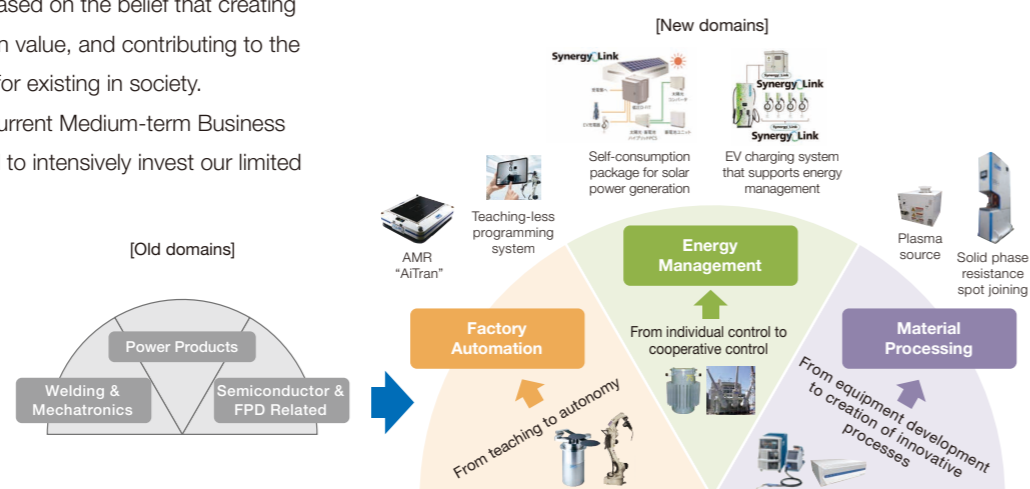 ased on the belief that creating
n value, and contributing to the
for existing in society.
urrent Medium-term Business
to intensively invest our limited
[Old domains]
Power Products
Welding &
Mechatronics
Semiconductor &
FPD Related
[New domains]
Synergy Link
Self-consumption
package for solar
power generation
Synergy Link
Synergy Link
Synergy Link
EV charging system
that supports energy
management
AMR
“AiTran”
Teaching-less
programming
system
Plasma
source
Solid phase
resistance
spot joining
Factory
Automation
From teaching to autonomy
Energy
Management
From individual control to
cooperative control
Material
Processing
From equipment development
to creation of innovative
processes